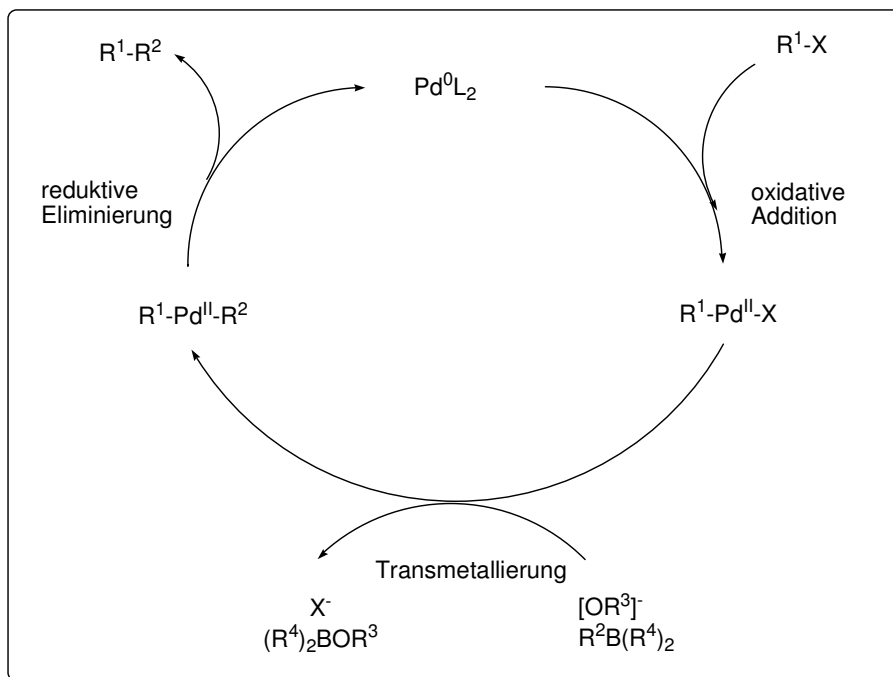 R¹-R²
Pd⁰L₂
R¹-X
reduktive
Eliminierung
oxidative
Addition
R¹-Pdᴵᴵ-R²
R¹-Pdᴵᴵ-X
Transmetallierung
X⁻
(R⁴)₂BOR³
[OR³]⁻
R²B(R⁴)₂